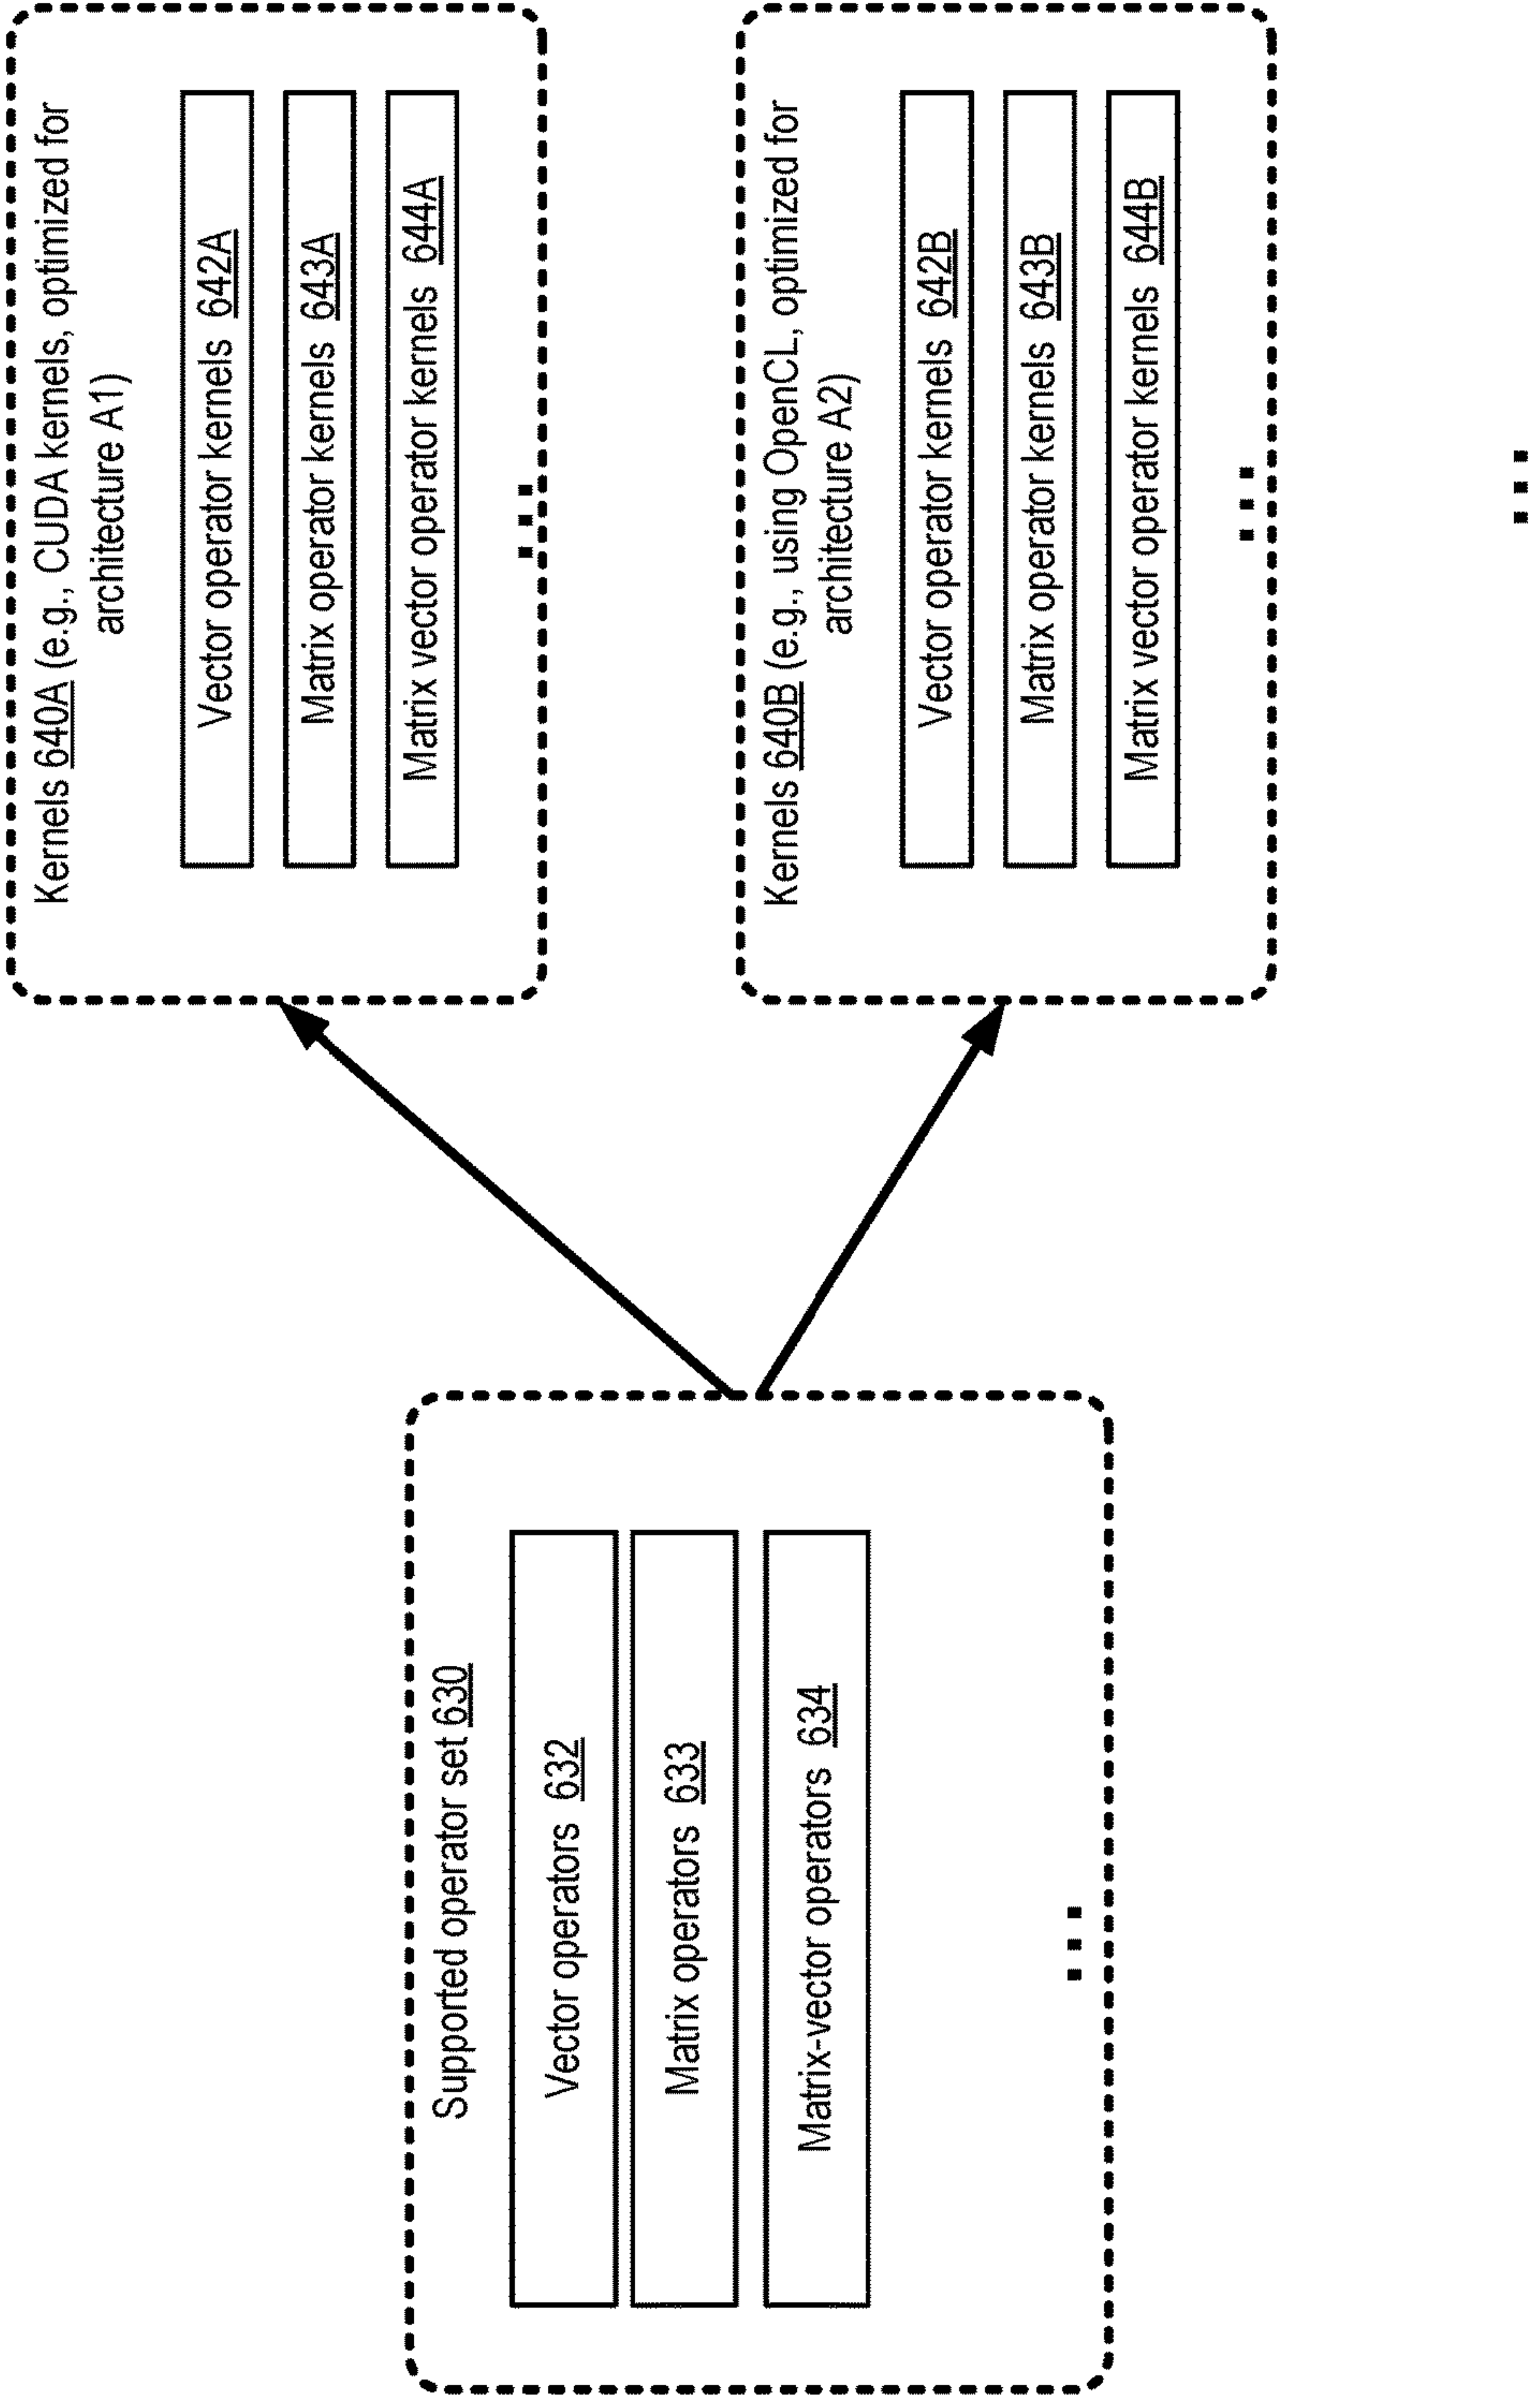 Supported operator set 630
Vector operators 632
Matrix operators 633
Matrix-vector operators 634
...
Kernels 640A (e.g., CUDA kernels, optimized for
architecture A1)
Vector operator kernels 642A
Matrix operator kernels 643A
Matrix vector operator kernels 644A
...
Kernels 640B (e.g., using OpenCL, optimized for
architecture A2)
Vector operator kernels 642B
Matrix operator kernels 643B
Matrix vector operator kernels 644B
...
...